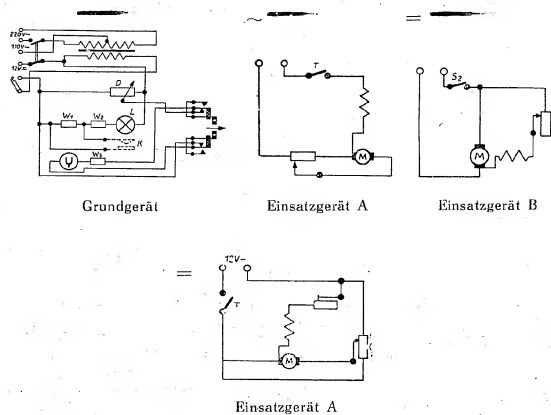 220V~
110V~
12V=
D
W1 W2 L
K
W3
Grundgerät
~
T
M
Einsatzgerät A
=
S2
M
Einsatzgerät B
=
12V~
T
M
Einsatzgerät A